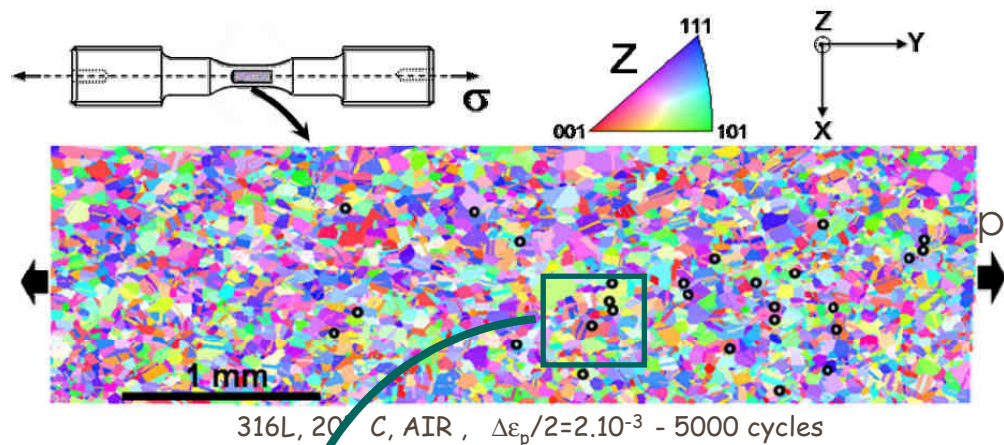 σ
Z
111
001
101
Z
Y
X
p
1 mm
316L, 20 C, AIR , Δεp/2=2.10⁻³ - 5000 cycles